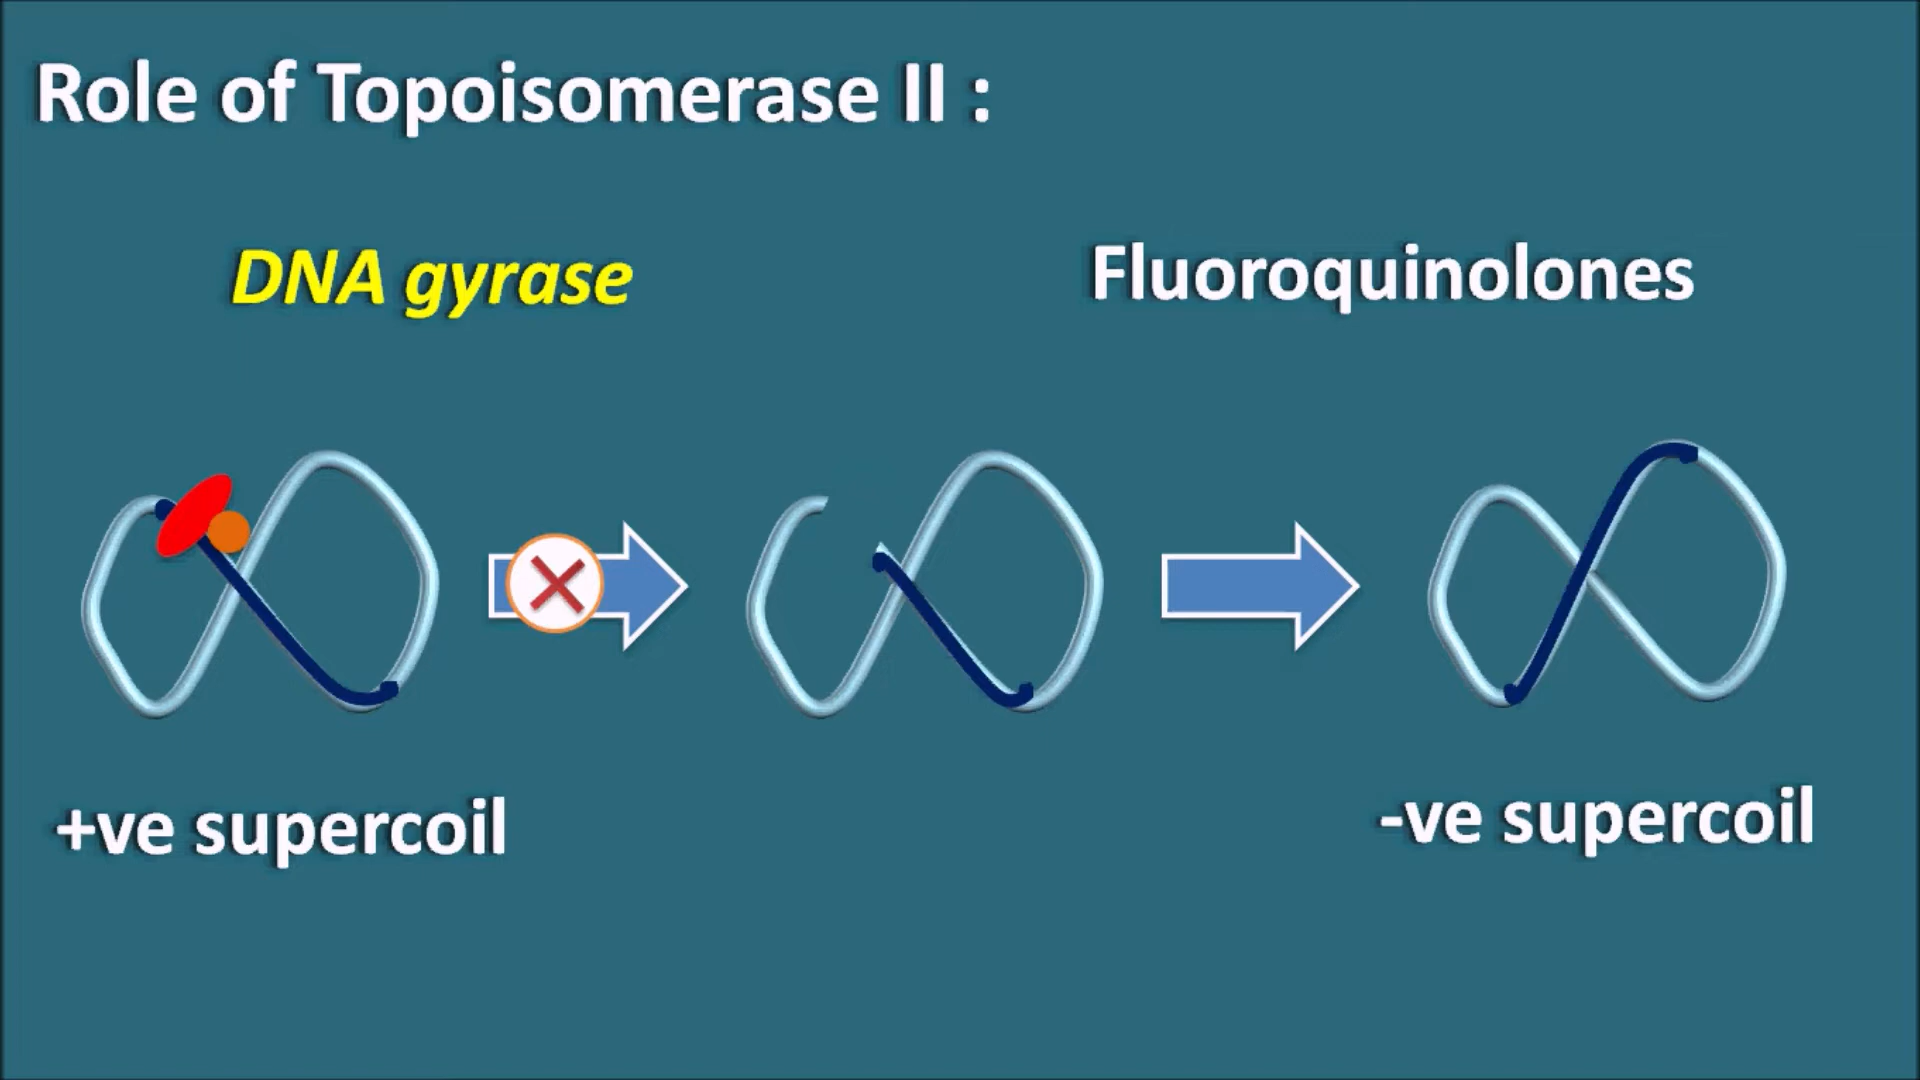 Role of Topoisomerase II :
DNA gyrase
Fluoroquinolones
+ve supercoil
-ve supercoil